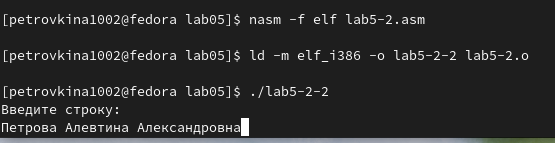 [petrovkina1002@fedora lab05]$ nasm -f elf lab5-2.asm
[petrovkina1002@fedora lab05]$ ld -m elf_i386 -o lab5-2-2 lab5-2.o
[petrovkina1002@fedora lab05]$ ./lab5-2-2
Введите строку:
Петрова Алевтина Александровна